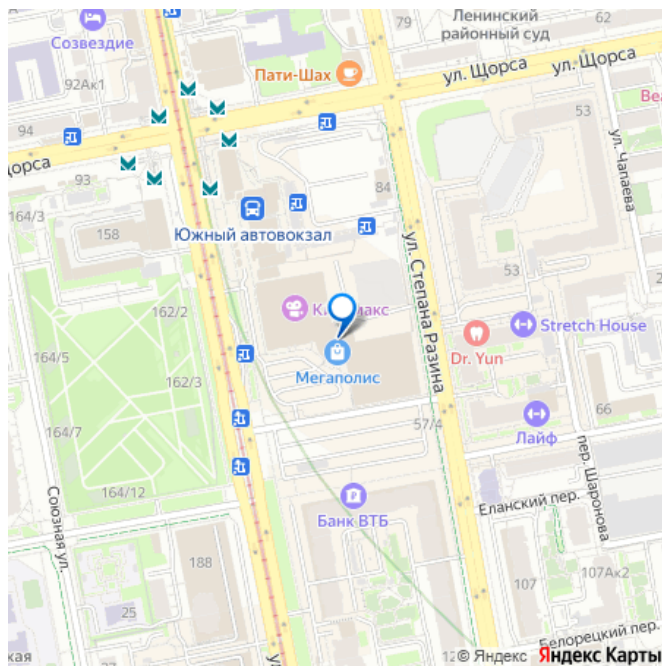 Созвездие
79
Ленинский
районный суд
62
ул. Щорса
ул. Щорса
Пати-Шах
92Ак1
94
Веа
53
ул. Чапаева
93
164/3
158
84
Южный автовокзал
ул. Степана Разина
53
162/2
Stretch House
Dr. Yun
164/5
162/3
Мегаполис
66
57/4
Лайф
164/7
164/12
Банк ВТБ
Еланский пер.
пер. Шаронова
Союзная ул.
188
25
107
107Ак2
Белорецкий пер.
ская
© Яндекс Яндекс Карты